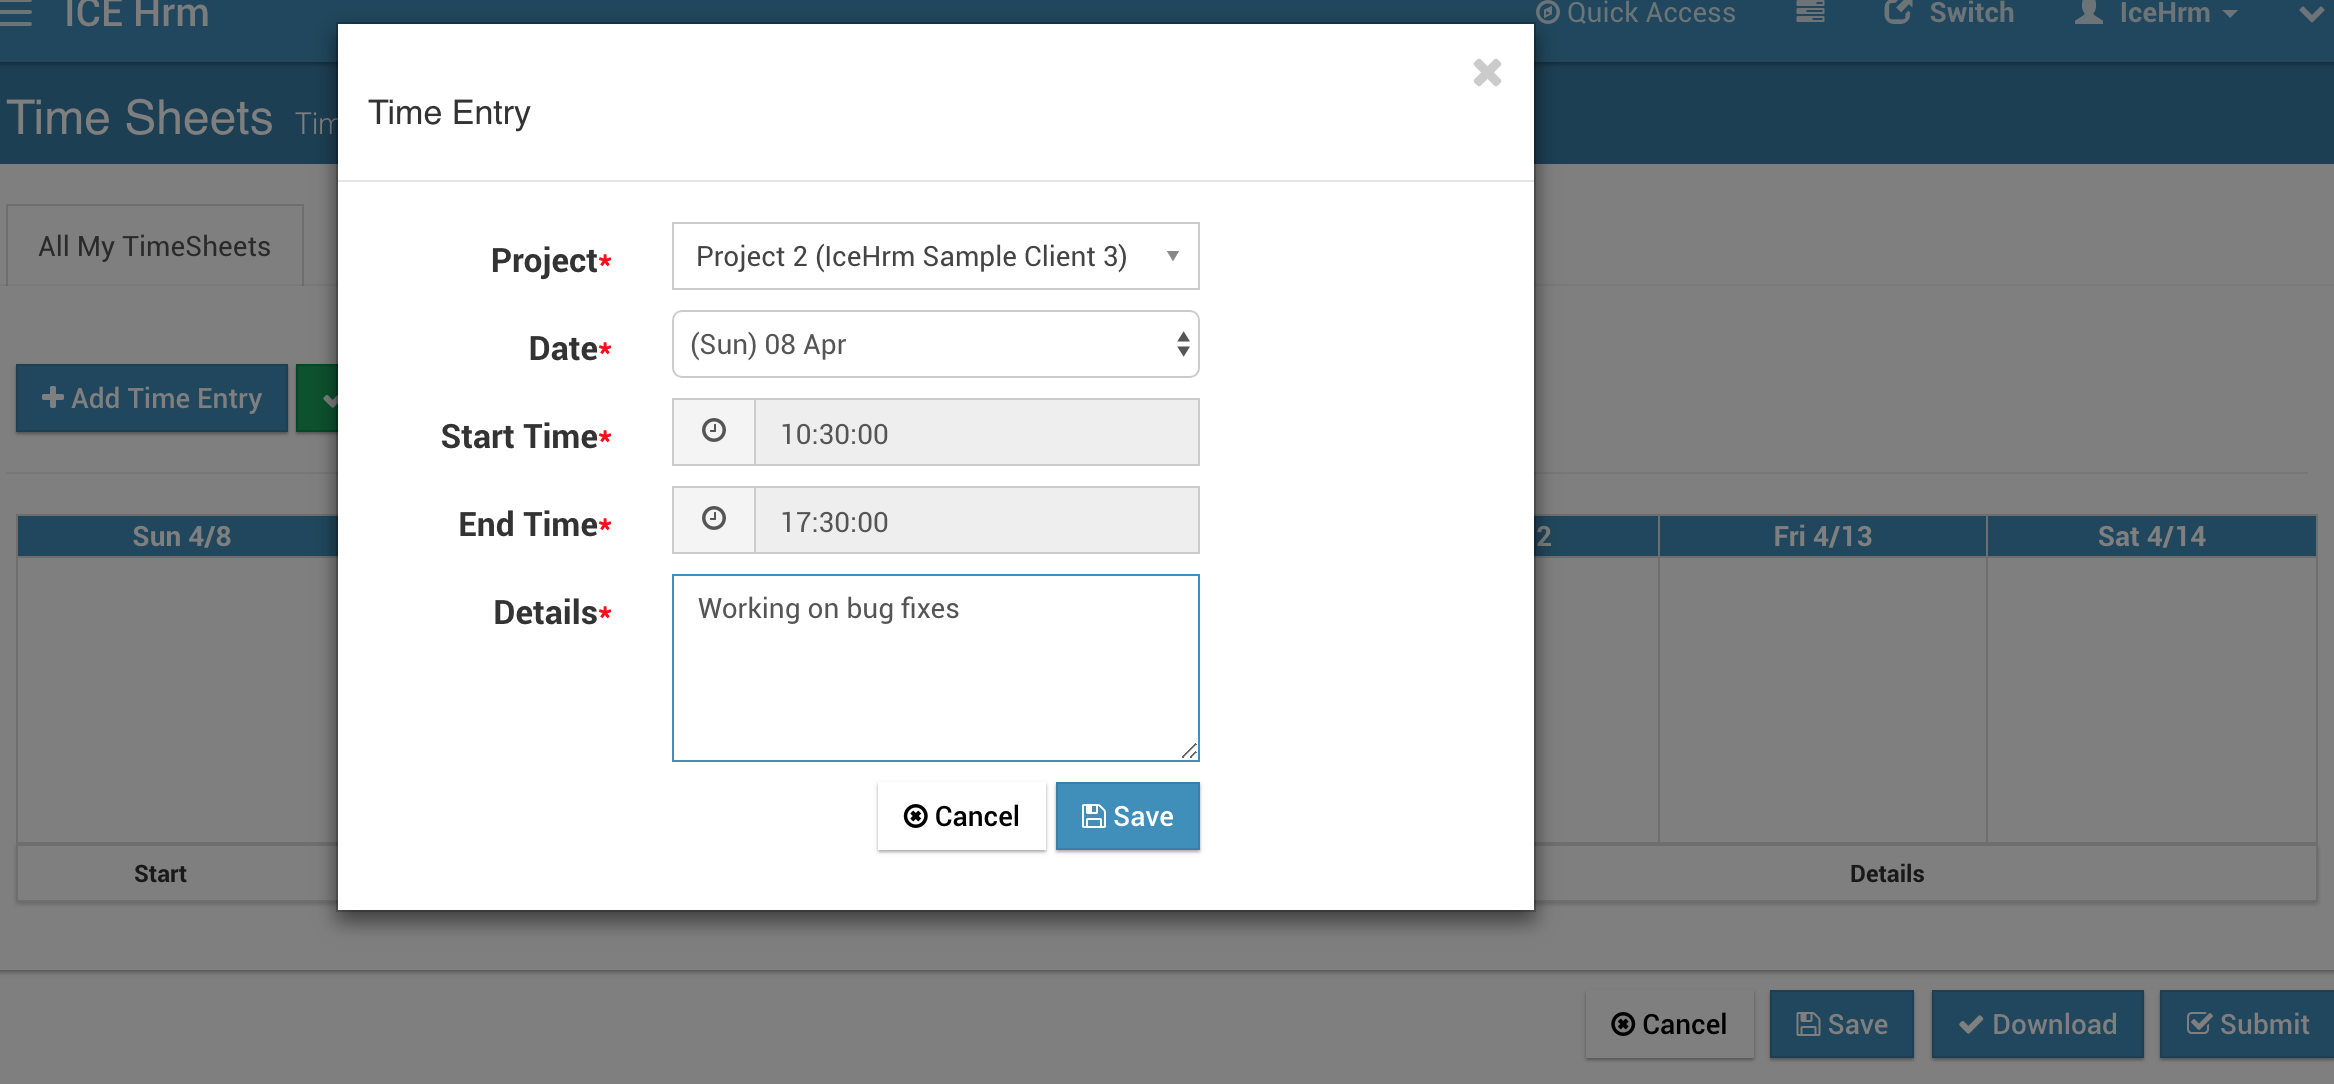 ICE Hrm
Quick Access
Switch
IceHrm
Time Sheets
Time Entry
Project*
Project 2 (IceHrm Sample Client 3)
All My TimeSheets
Date*
(Sun) 08 Apr
Add Time Entry
Start Time*
10:30:00
End Time*
17:30:00
Sun 4/8
2
Fri 4/13
Sat 4/14
Details*
Working on bug fixes
Cancel
Save
Start
Details
Cancel
Save
Download
Submit